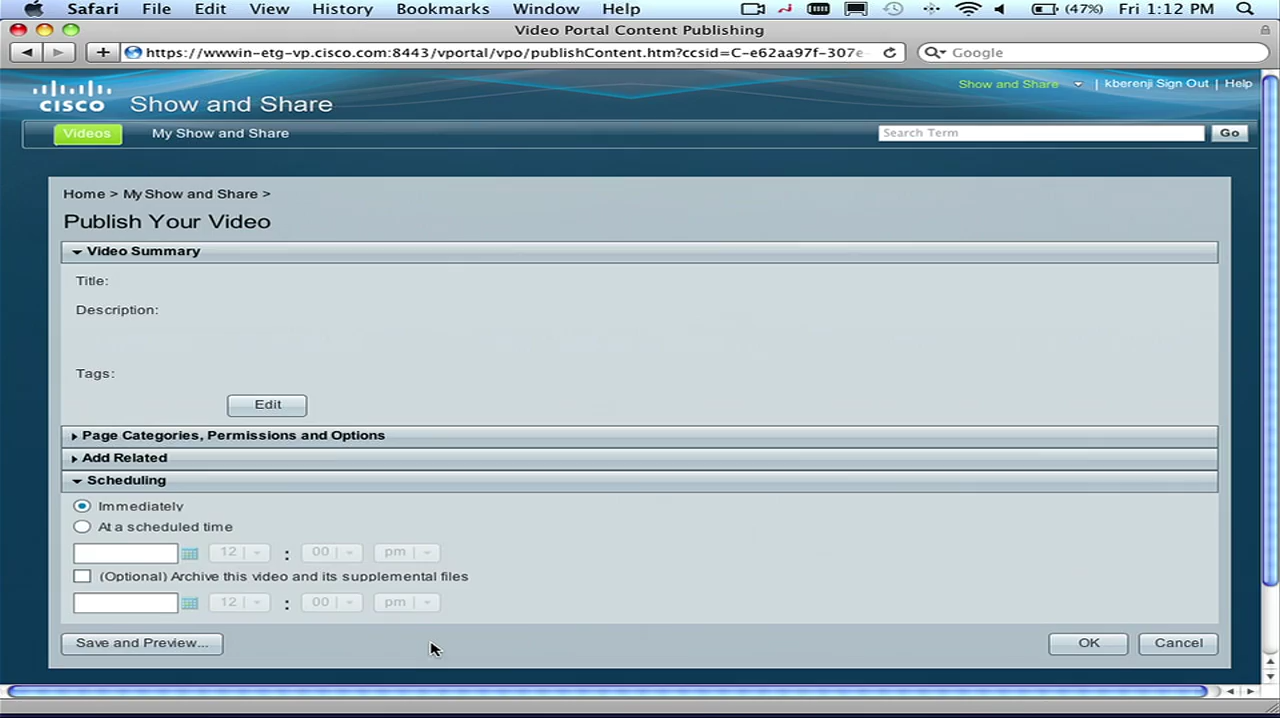 Safari File Edit View History Bookmarks Window Help (47%) Fri 1:12 PM
Video Portal Content Publishing
https://wwwin-etg-vp.cisco.com:8443/vportal/vpo/publishContent.htm?ccsid=C-e62aa97f-307e- Google
Show and Share | kberenji Sign Out | Help
cisco Show and Share
Videos My Show and Share Search Term Go
Home > My Show and Share >
Publish Your Video
Video Summary
Title:
Description:
Tags:
Edit
Page Categories, Permissions and Options
Add Related
Scheduling
Immediately
At a scheduled time
12 : 00 pm
(Optional) Archive this video and its supplemental files
12 : 00 pm
Save and Preview... OK Cancel